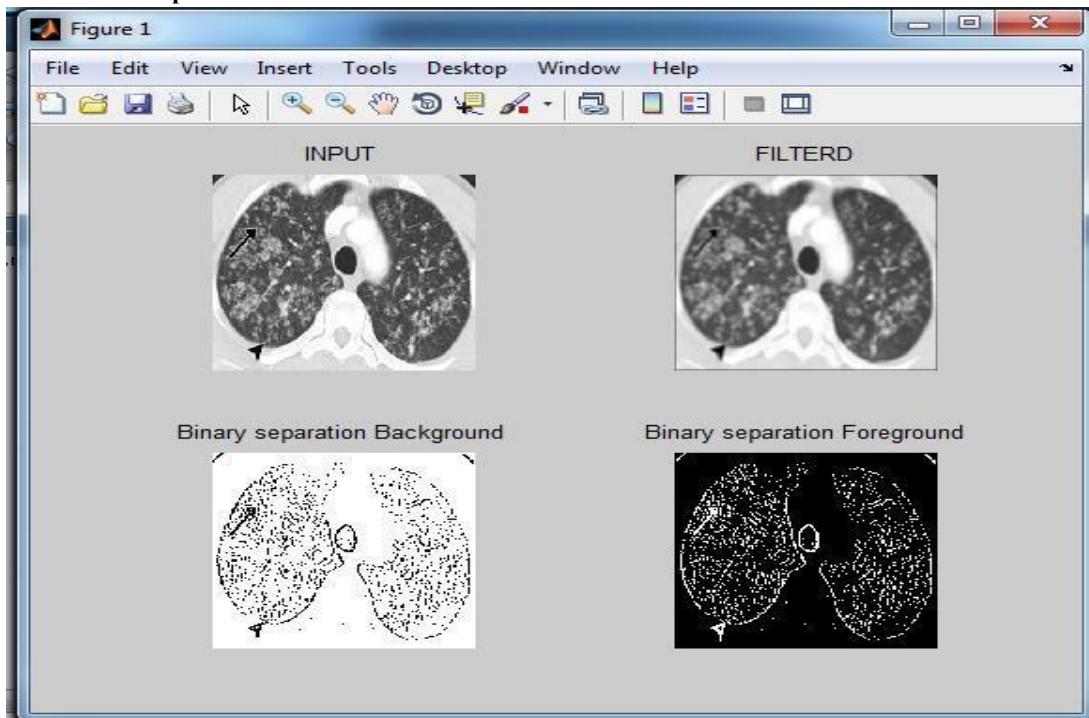 Figure 1
File Edit View Insert Tools Desktop Window Help
INPUT
FILTERD
Binary separation Background
Binary separation Foreground